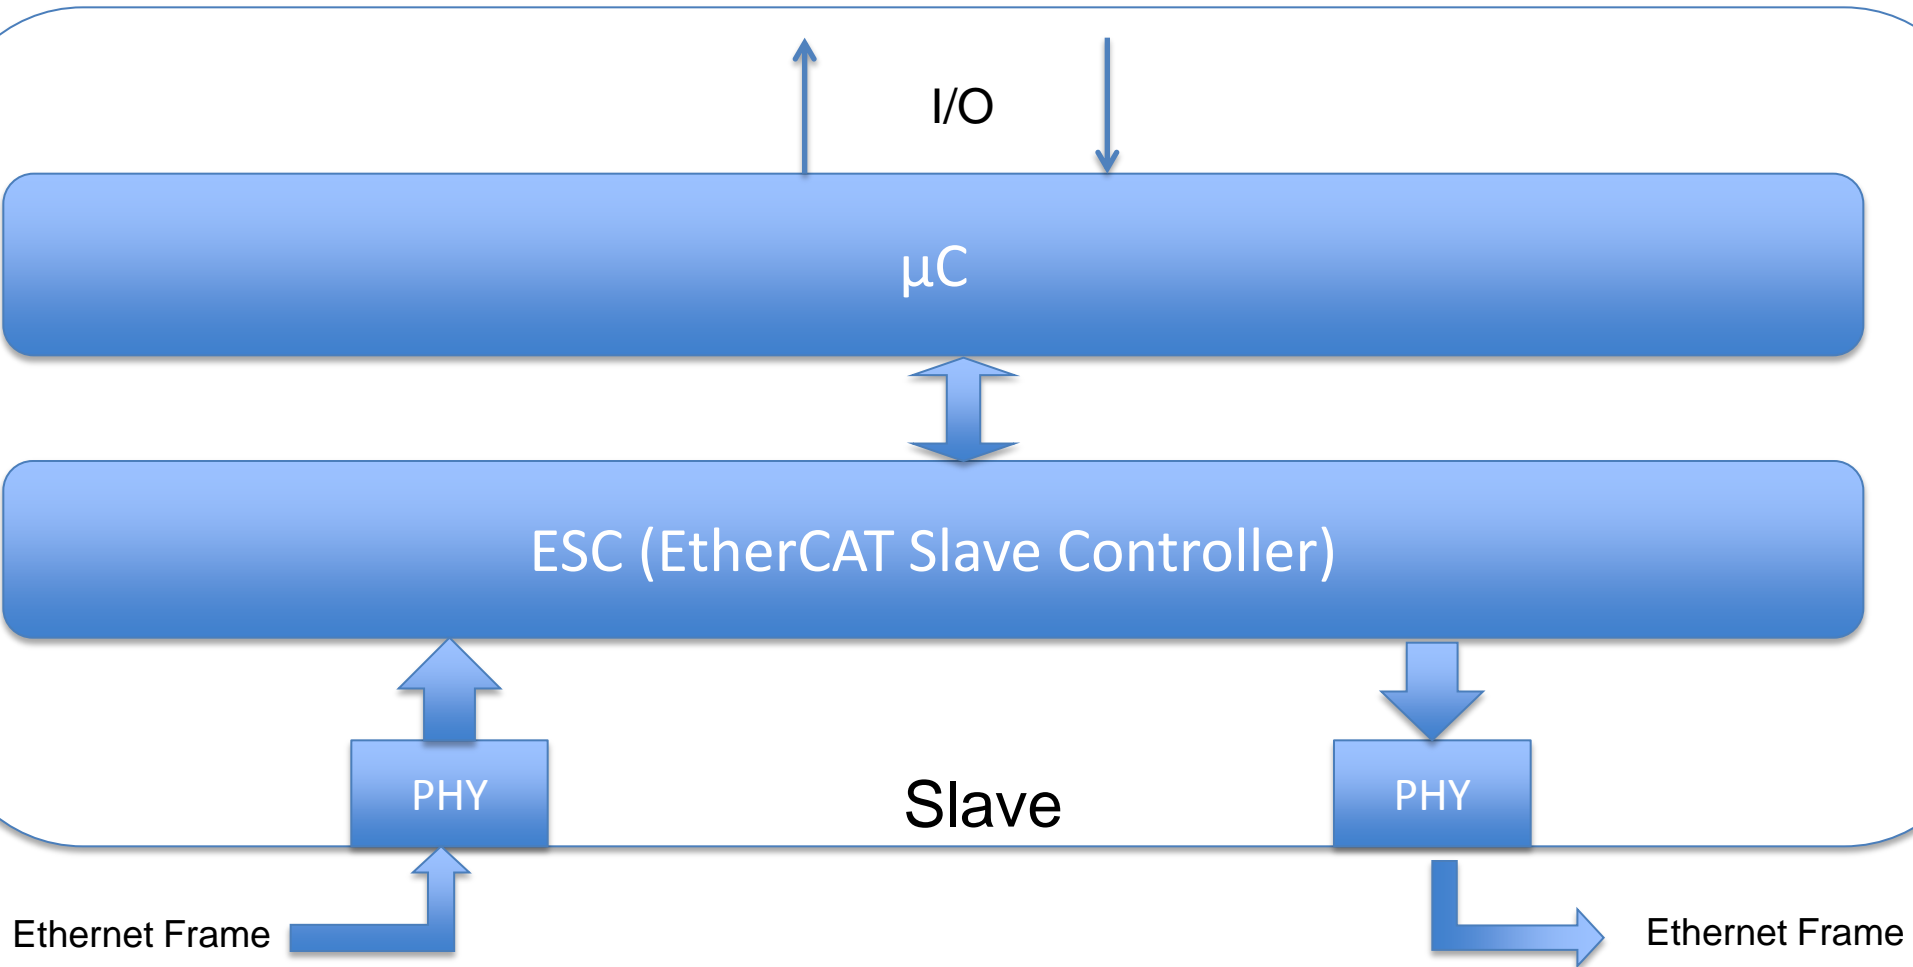 I/O
µC
ESC (EtherCAT Slave Controller)
PHY
Slave
PHY
Ethernet Frame
Ethernet Frame